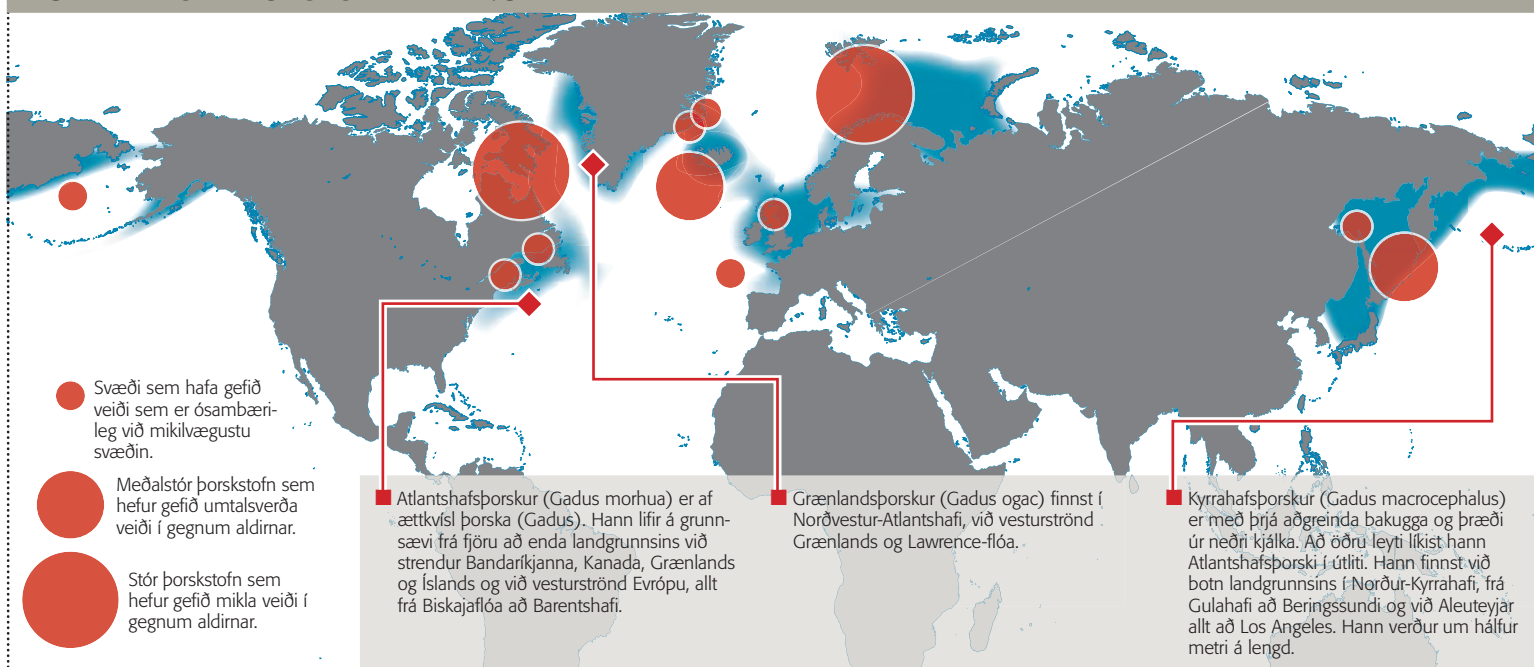 Svæði sem hafa gefið
veiði sem er ósambæri-
leg við mikilvægustu
svæðin.
Meðalstór þorskstofn sem
hefur gefið umtalsverða
veiði í gegnum aldirnar.
Stór þorskstofn sem
hefur gefið mikla veiði í
gegnum aldirnar.
Atlantshafsþorskur (Gadus morhua) er af
ættkvísl þorska (Gadus). Hann lifir á grunn-
sævi frá fjöru að enda landgrunnsins við
strendur Bandaríkjanna, Kanada, Grænlands
og Íslands og við vesturströnd Evrópu, allt
frá Biskajaflóa að Barentshafi.
Grænlandsþorskur (Gadus ogac) finnst í
Norðvestur-Atlantshafi, við vesturströnd
Grænlands og Lawrence-flóa.
Kyrrahafsþorskur (Gadus macrocephalus)
er með þrjá aðgreinda bakugga og þræði
úr neðri kjálka. Að öðru leyti líkist hann
Atlantshafsþorski í útliti. Hann finnst við
botn landgrunnsins í Norður-Kyrrahafi, frá
Gulahafi að Beringssundi og við Aleuteyjar
allt að Los Angeles. Hann verður um hálfur
metri á lengd.